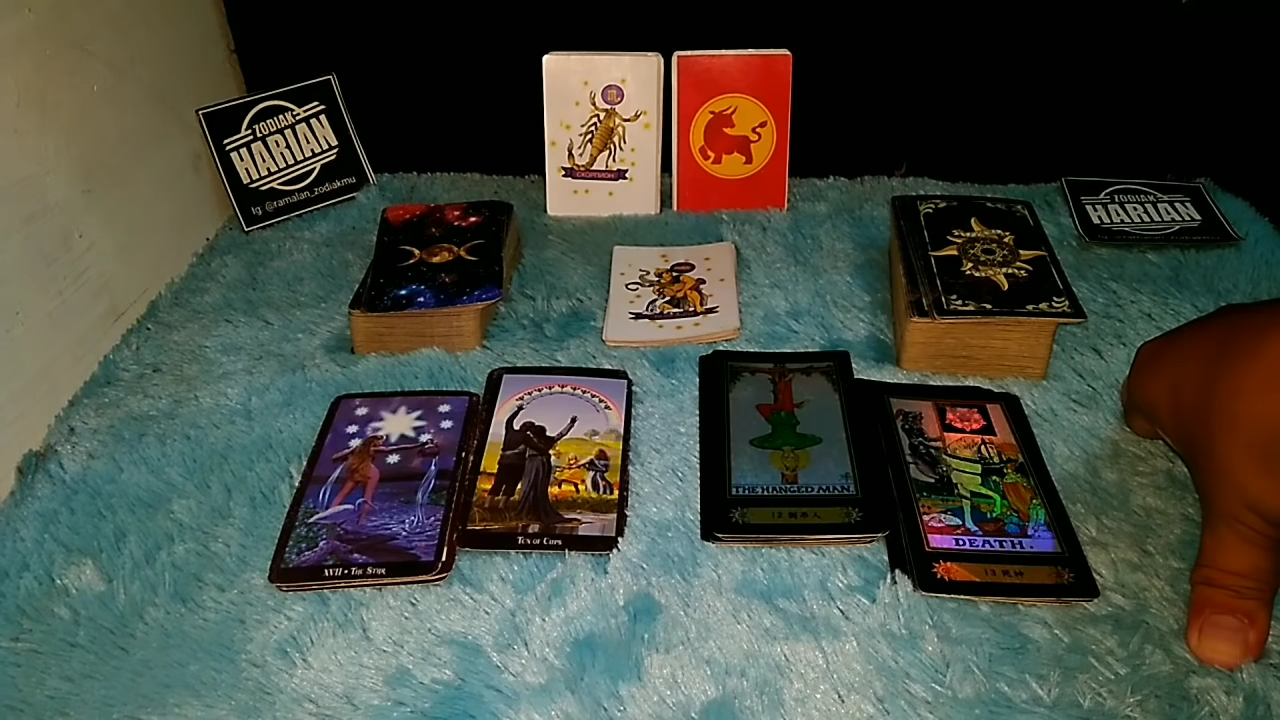 ZODIAK
HARIAN
Ig: @ramalan_zodiakmu
СКОРПИОН
ZODIAK
HARIAN
XVII • THE STAR
TEN OF CUPS
THE HANGED MAN.
12 倒吊人
DEATH.
13 死神